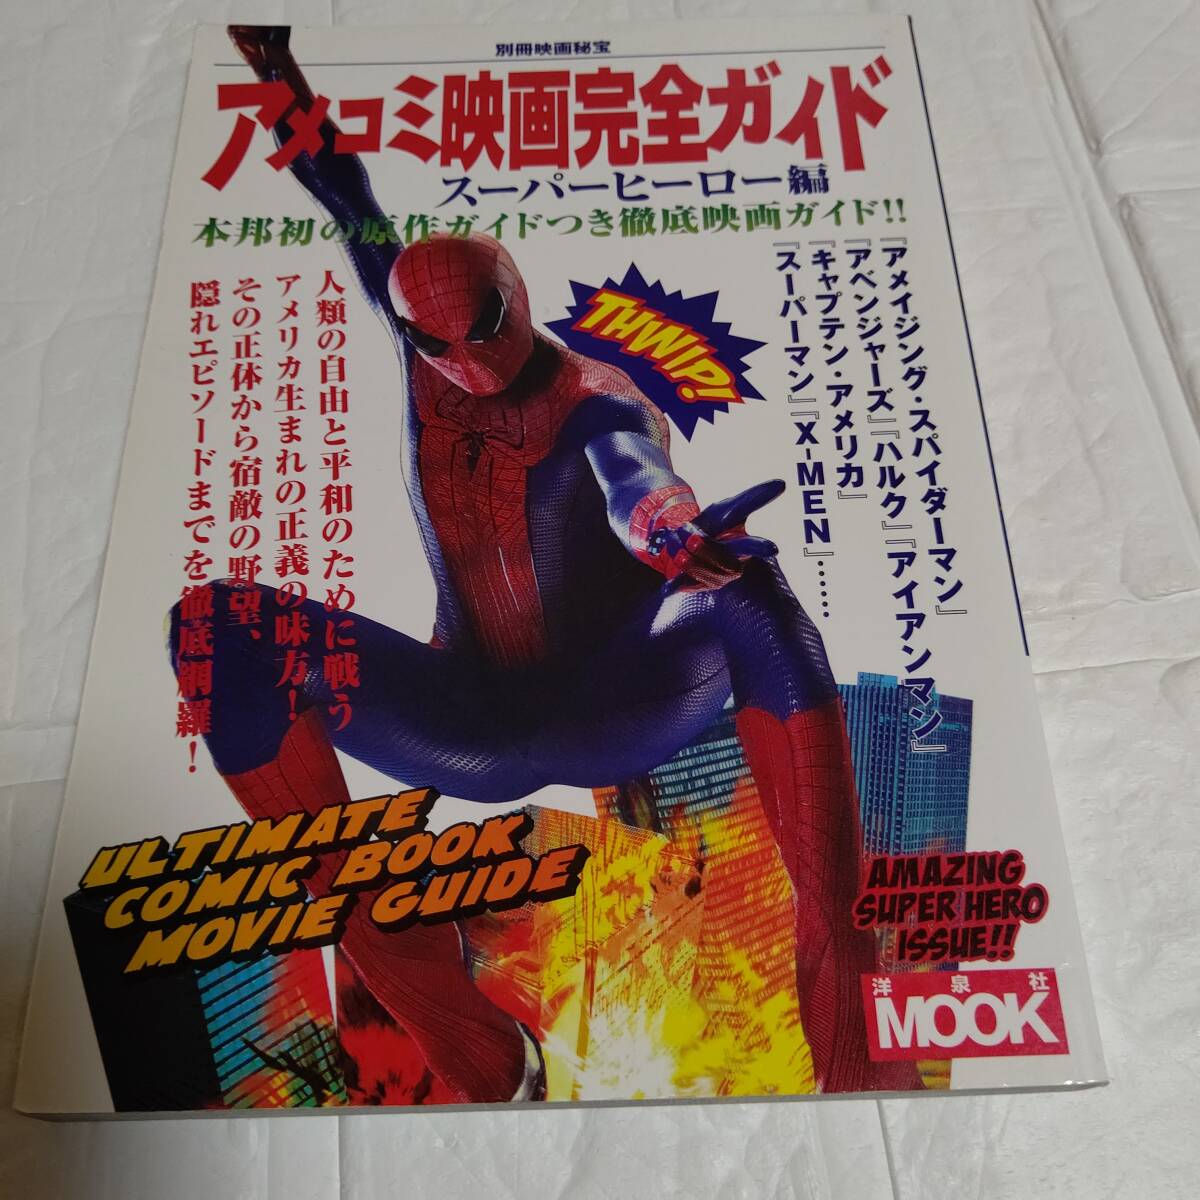 別冊映画秘宝
アメコミ映画完全ガイド
スーパーヒーロー編
本邦初の原作ガイドつき徹底映画ガイド!!
『アメイジング・スパイダーマン』
『アベンジャーズ』『ハルク』『アイアンマン』
『キャプテン・アメリカ』
『スーパーマン』『X-MEN』……
THWIP!
人類の自由と平和のために戦う
アメリカ生まれの正義の味方!
その正体から宿敵の野望、
隠れエピソードまでを徹底網羅!
ULTIMATE
COMIC BOOK
MOVIE GUIDE
AMAZING
SUPER HERO
ISSUE!!
洋泉社
MOOK